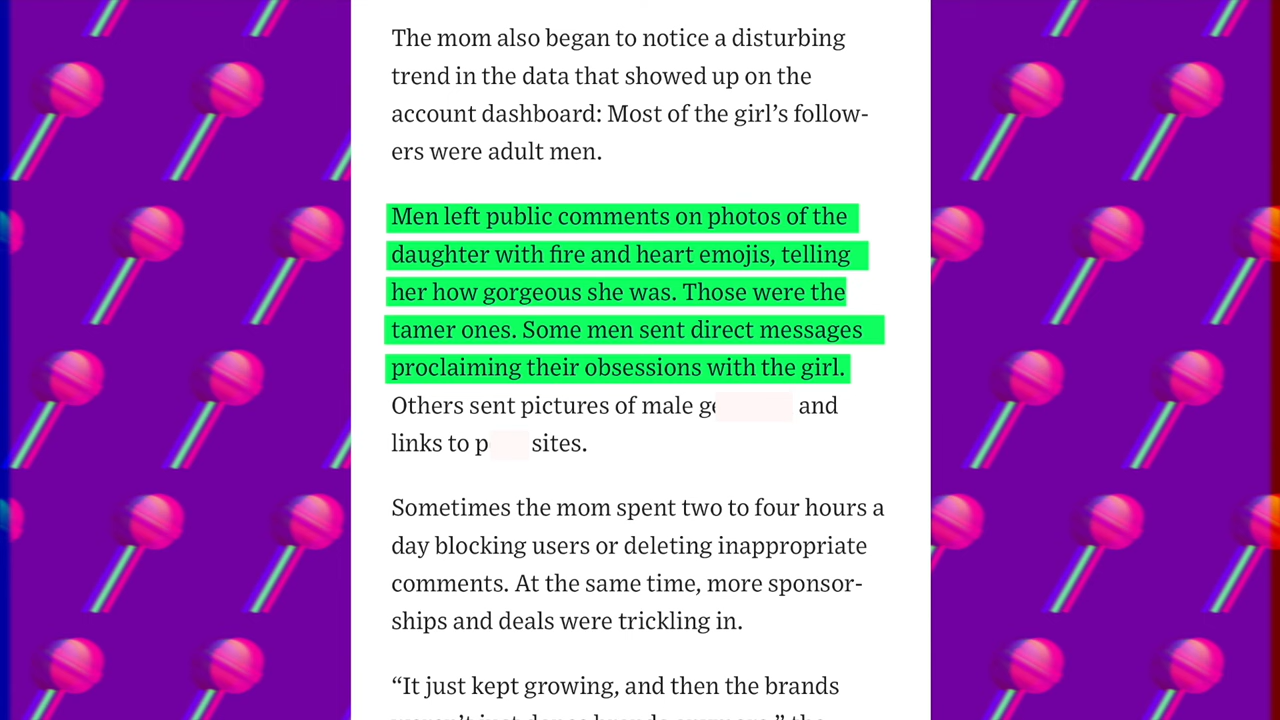 The mom also began to notice a disturbing
trend in the data that showed up on the
account dashboard: Most of the girl’s follow-
ers were adult men.
Men left public comments on photos of the
daughter with fire and heart emojis, telling
her how gorgeous she was. Those were the
tamer ones. Some men sent direct messages
proclaiming their obsessions with the girl.
Others sent pictures of male and
links to sites.
Sometimes the mom spent two to four hours a
day blocking users or deleting inappropriate
comments. At the same time, more sponsor-
ships and deals were trickling in.
“It just kept growing, and then the brands